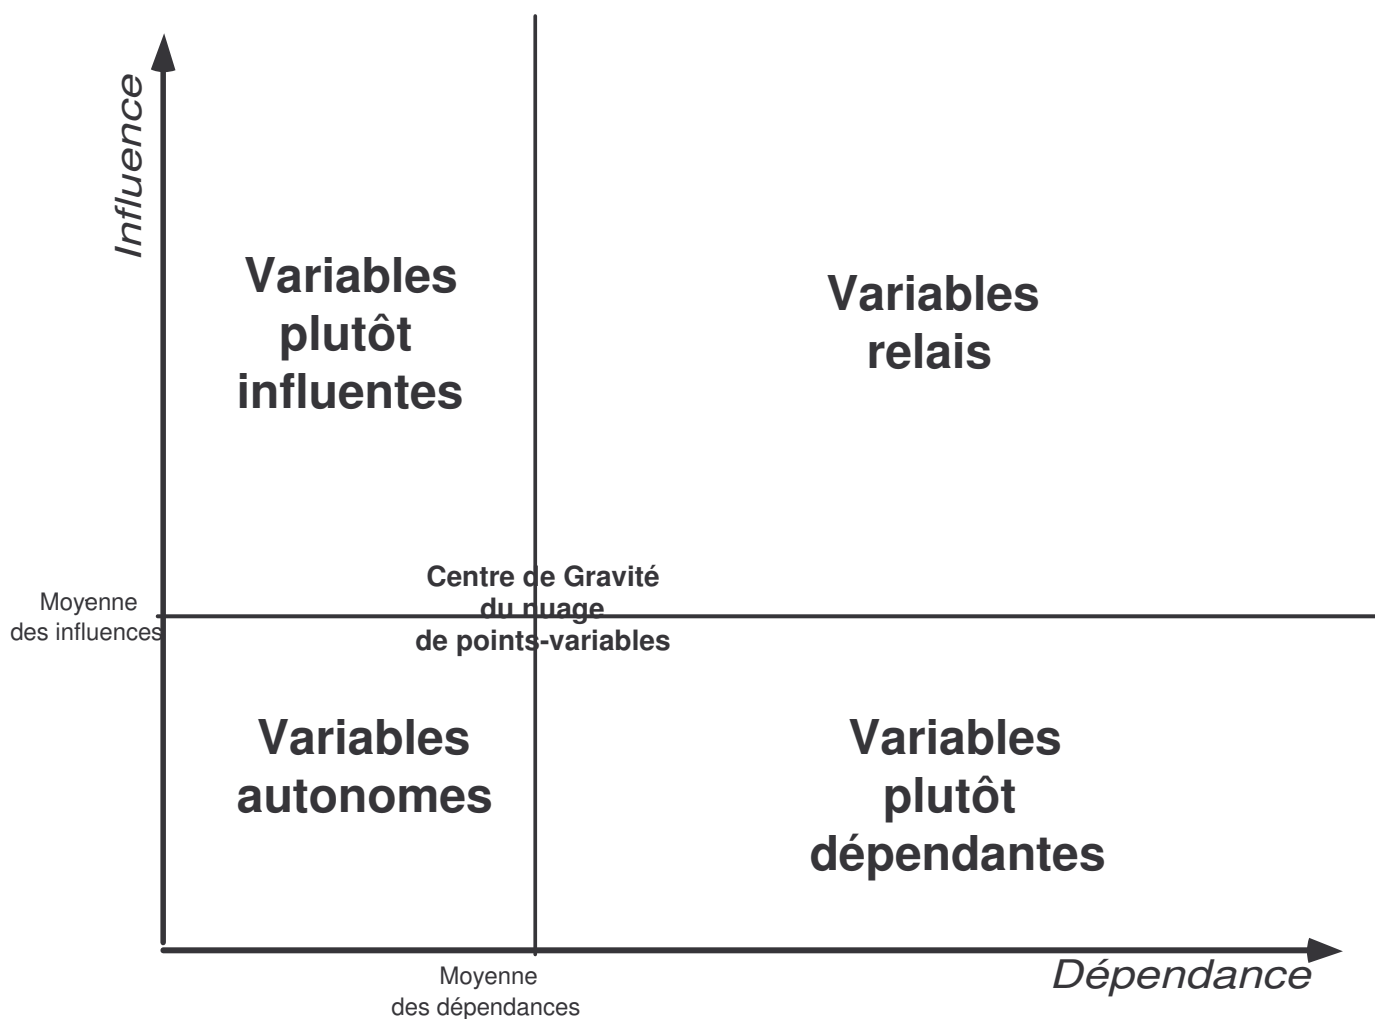 Influence
Variables
plutôt
influentes
Variables
relais
Centre de Gravité
du nuage
de points-variables
Moyenne
des influences
Variables
autonomes
Variables
plutôt
dépendantes
Moyenne
des dépendances
Dépendance